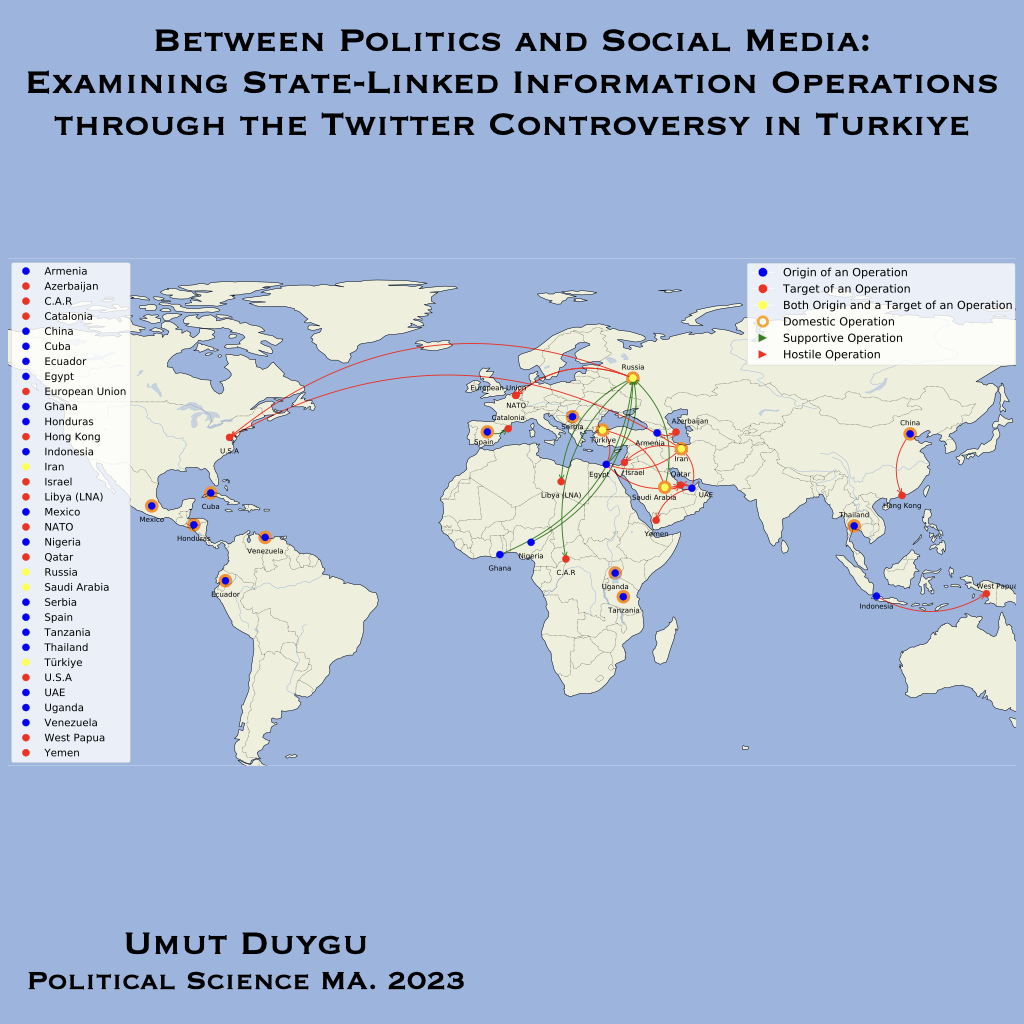 Between Politics and Social Media:
Examining State-Linked Information Operations
through the Twitter Controversy in Turkiye
Armenia
Azerbaijan
C.A.R
Catalonia
China
Cuba
Ecuador
Egypt
European Union
Ghana
Honduras
Hong Kong
Indonesia
Iran
Israel
Libya (LNA)
Mexico
NATO
Nigeria
Qatar
Russia
Saudi Arabia
Serbia
Spain
Tanzania
Thailand
Türkiye
U.S.A
UAE
Uganda
Venezuela
West Papua
Yemen
Origin of an Operation
Target of an Operation
Both Origin and a Target of an Operation
Domestic Operation
Supportive Operation
Hostile Operation
Russia
European Union
NATO
Catalonia
Serbia
Spain
Türkiye
Armenia
Azerbaijan
Iran
U.S.A
Egypt
Israel
Qatar
Saudi Arabia
UAE
Libya (LNA)
Yemen
China
Hong Kong
Thailand
Mexico
Cuba
Honduras
Venezuela
Ecuador
Ghana
Nigeria
C.A.R
Uganda
Tanzania
Indonesia
West Papua
Umut Duygu
Political Science MA. 2023